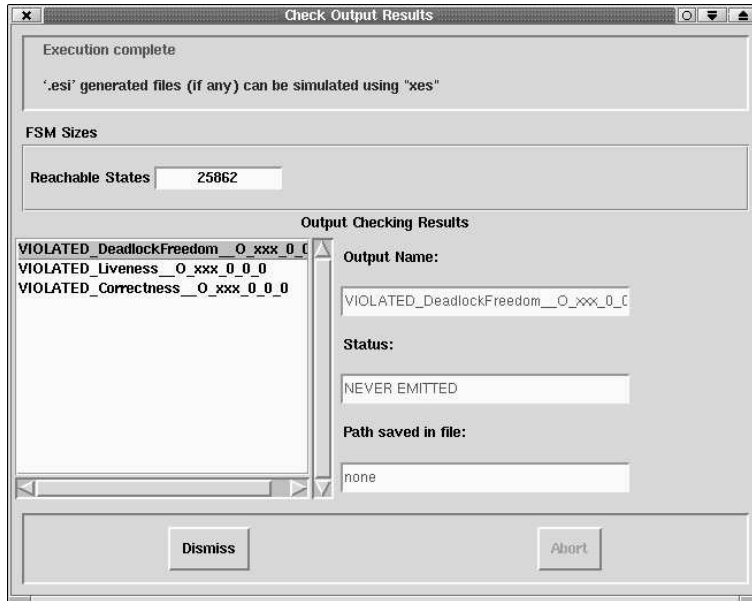 Check Output Results
Execution complete
'.esi' generated files (if any) can be simulated using "xes"
FSM Sizes
Reachable States 25862
Output Checking Results
VIOLATED_DeadlockFreedom__O_xxx_0_0
VIOLATED_Liveness__O_xxx_0_0_0
VIOLATED_Correctness__O_xxx_0_0_0
Output Name:
VIOLATED_DeadlockFreedom__O_xxx_0_0
Status:
NEVER EMITTED
Path saved in file:
none
Dismiss
Abort